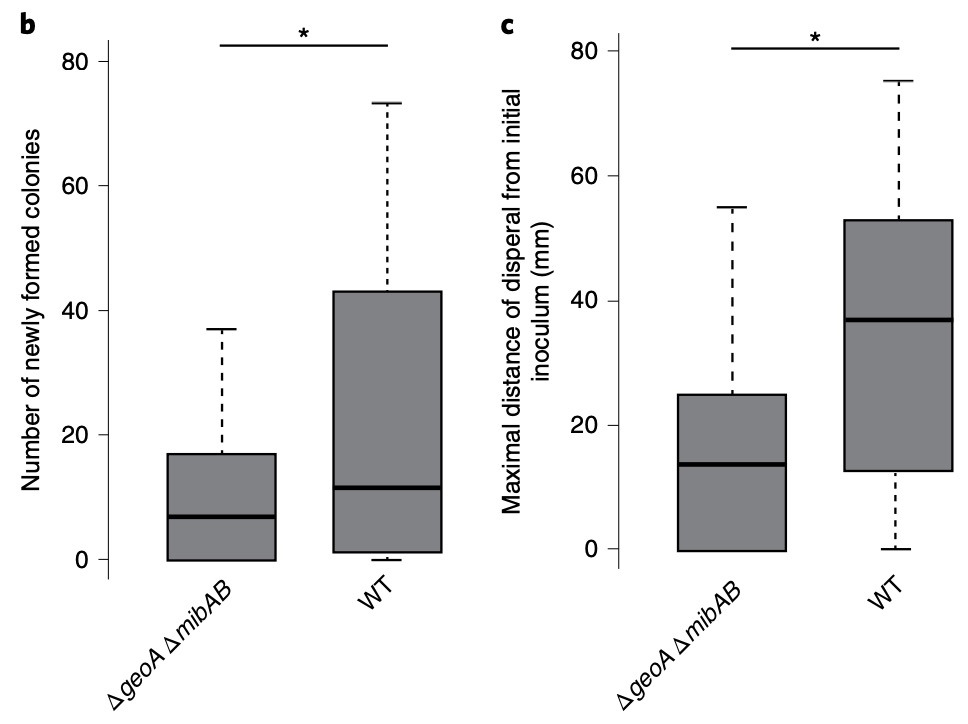 b
*
Number of newly formed colonies
80
60
40
20
0
ΔgeoA ΔmibAB
WT
c
*
Maximal distance of disperal from initial
inoculum (mm)
80
60
40
20
0
ΔgeoA ΔmibAB
WT